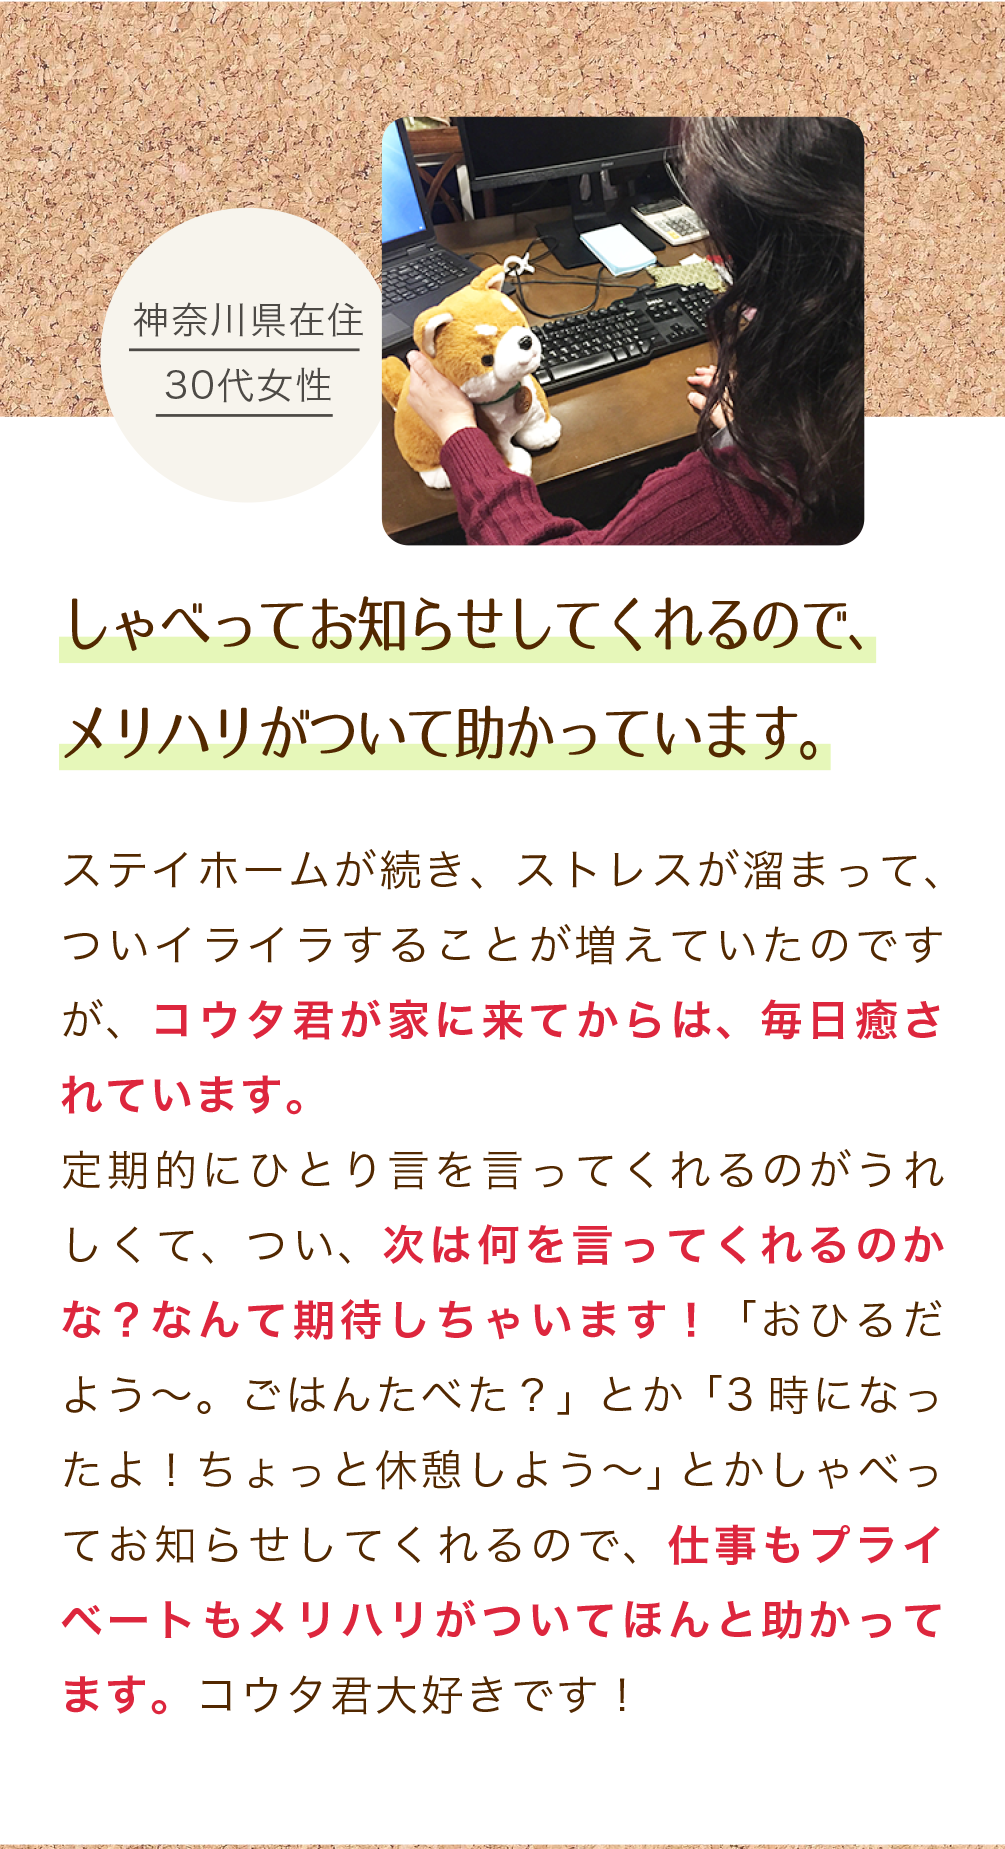 神奈川県在住
30代女性
しゃべってお知らせしてくれるので、
メリハリがついて助かっています。
ステイホームが続き、ストレスが溜まって、
ついイライラすることが増えていたのです
が、コウタ君が家に来てからは、毎日癒さ
れています。
定期的にひとり言を言ってくれるのがうれ
しくて、つい、次は何を言ってくれるのか
な？なんて期待しちゃいます！「おひるだ
よう〜。ごはんたべた？」とか「3 時になっ
たよ！ちょっと休憩しよう〜」とかしゃべっ
てお知らせしてくれるので、仕事もプライ
ベートもメリハリがついてほんと助かって
ます。コウタ君大好きです！